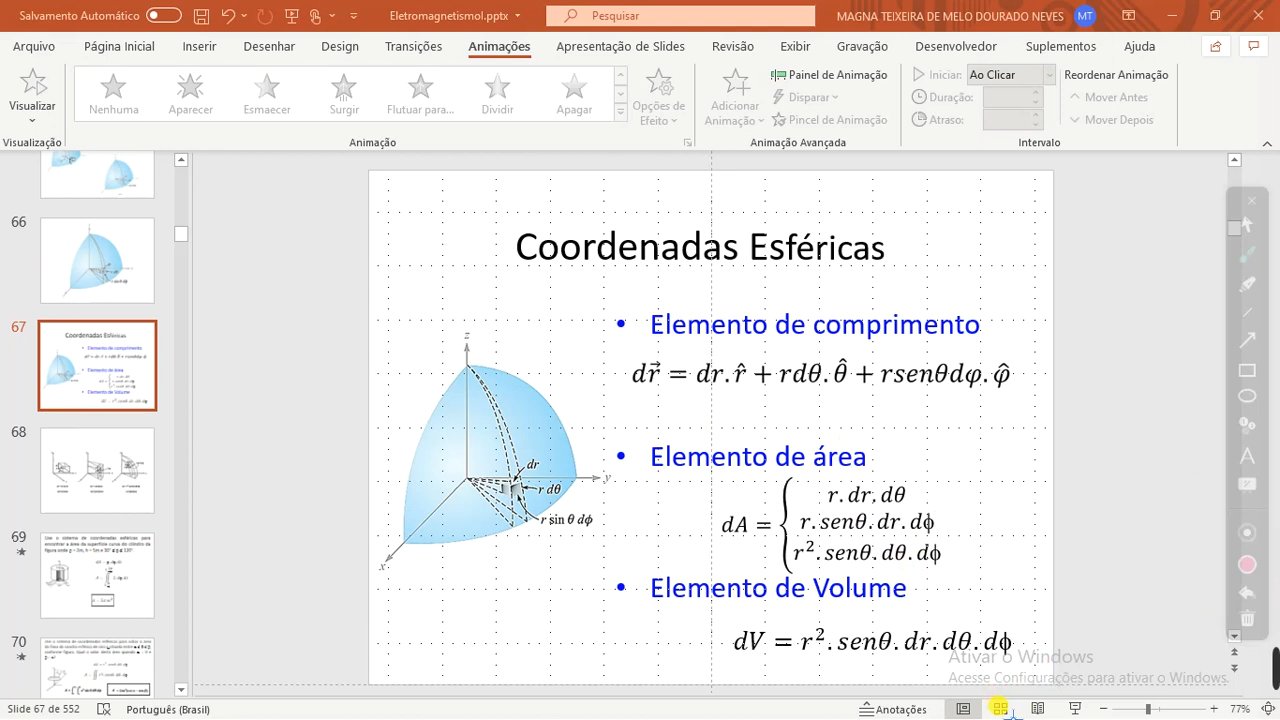 Salvamento Automático
Eletromagnetismol.pptx
Pesquisar
MAGNA TEIXEIRA DE MELO DOURADO NEVES
MT
Arquivo Página Inicial Inserir Desenhar Design Transições Animações Apresentação de Slides Revisão Exibir Gravação Desenvolvedor Suplementos Ajuda
Visualizar
Nenhuma Aparecer Esmaecer Surgir Flutuar para... Dividir Apagar
Opções de Efeito
Adicionar Animação
Painel de Animação
Disparar
Pincel de Animação
Iniciar: Ao Clicar
Duração:
Atraso:
Reordenar Animação
Mover Antes
Mover Depois
Visualização Animação Animação Avançada Intervalo
66
67
68
69
70
Coordenadas Esféricas
• Elemento de comprimento
d\vec{r} = dr.\hat{r} + rdθ.\hat{θ} + rsenθdφ.\hat{φ}
• Elemento de área
dA = { r.dr,dθ
r.senθ.dr.dϕ
r².senθ.dθ.dϕ
• Elemento de Volume
dV = r².senθ.dr.dθ.dϕ
z
dr
y
r dθ
r sin θ dϕ
x
Ativar o Windows
Acesse Configurações para ativar o Windows.
Slide 67 de 552
Português (Brasil)
Anotações
77%